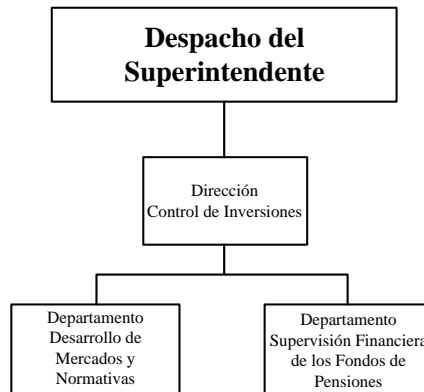 Despacho del
Superintendente
Dirección
Control de Inversiones
Departamento
Desarrollo de
Mercados y
Normativas
Departamento
Supervisión Financiera
de los Fondos de
Pensiones